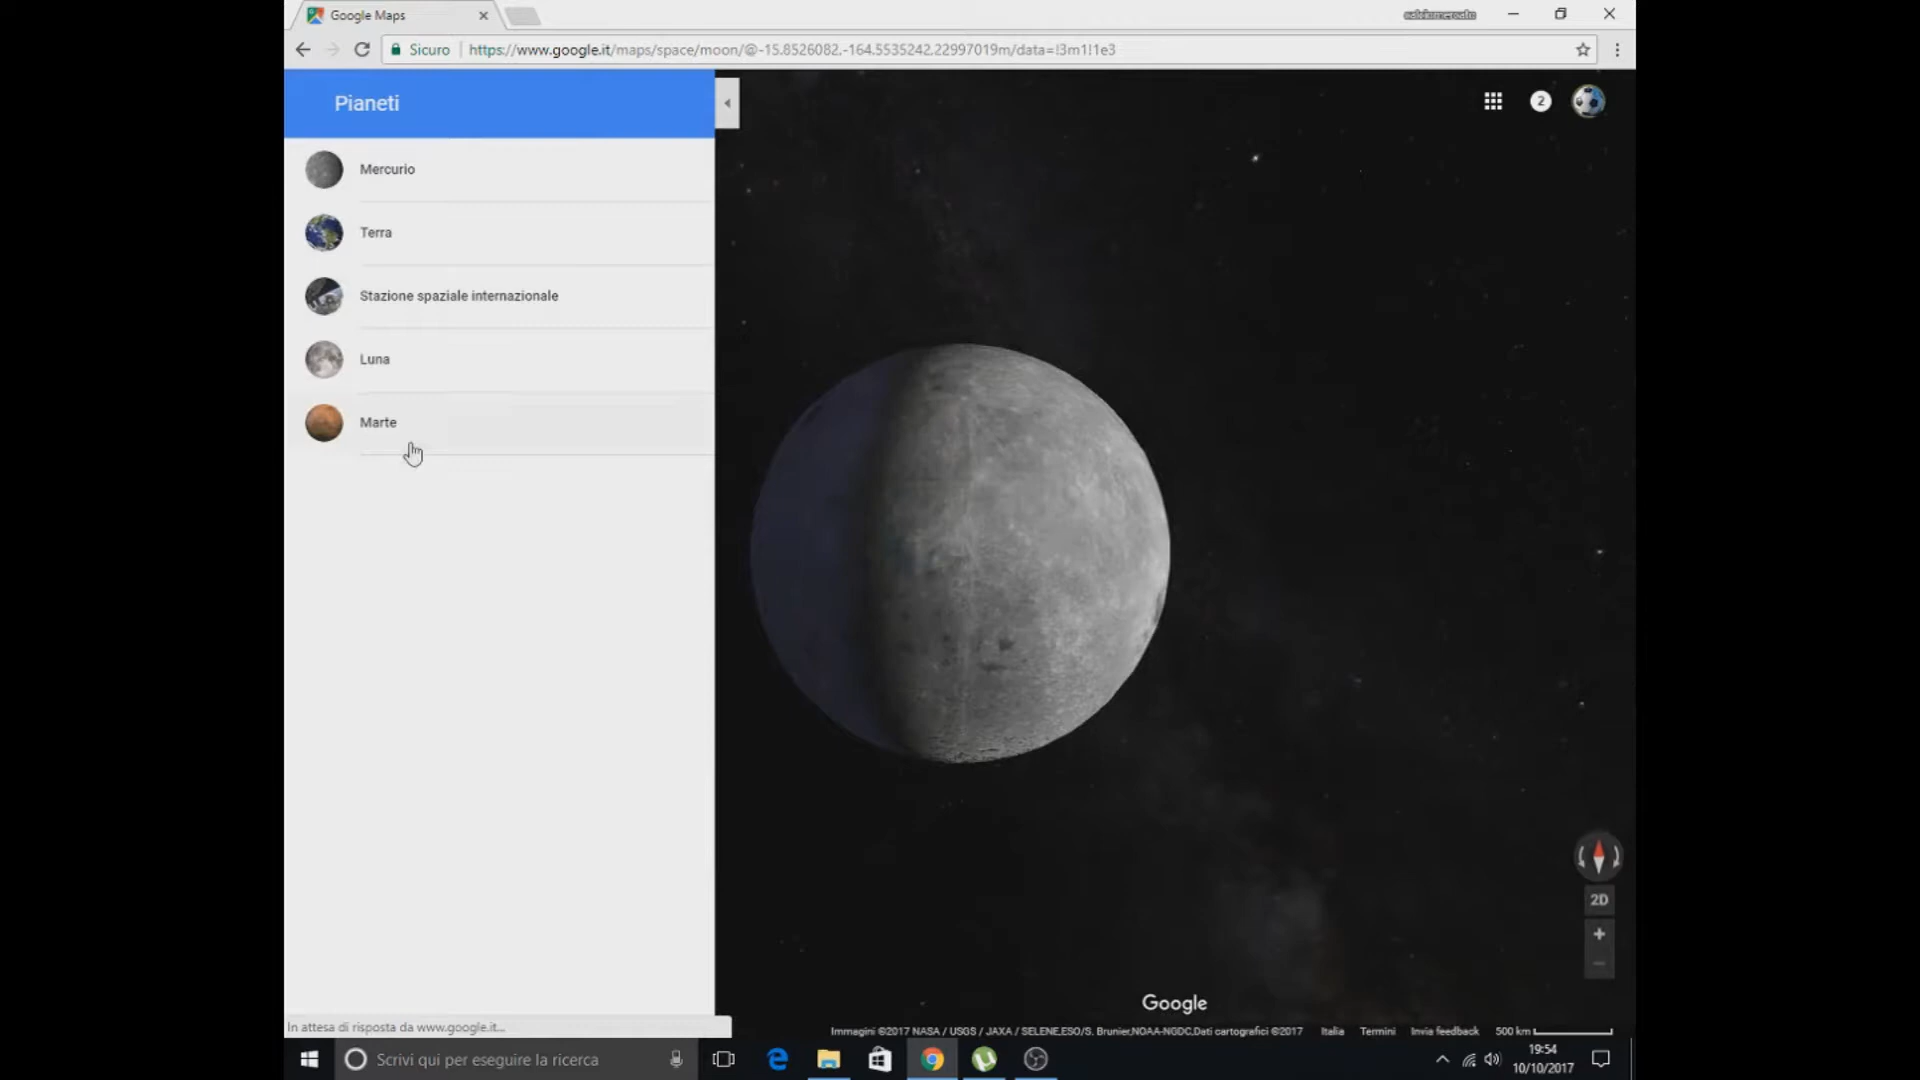 Google Maps
calciomercato
Sicuro
https://www.google.it/maps/space/moon/@-15.8526082,-164.5535242,22997019m/data=!3m1!1e3
Pianeti
2
Mercurio
Terra
Stazione spaziale internazionale
Luna
Marte
2D
Google
In attesa di risposta da www.google.it...
Immagini ©2017 NASA / USGS / JAXA / SELENE,ESO/S. Brunier,NOAA-NGDC,Dati cartografici ©2017 Italia Termini Invia feedback 500 km
Scrivi qui per eseguire la ricerca
19:54
10/10/2017